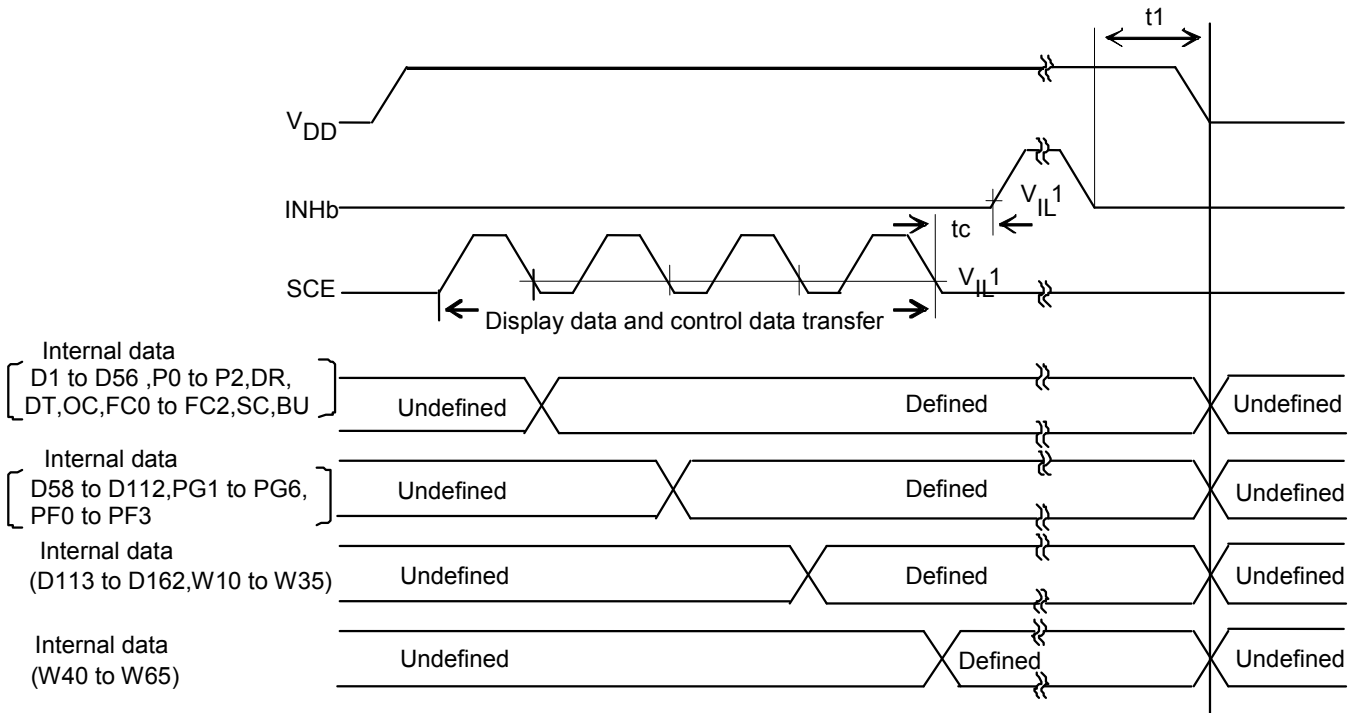 t1
VDD
INHb
VIL1
tc
SCE
VIL1
Display data and control data transfer
Internal data
D1 to D56 ,P0 to P2,DR,
DT,OC,FC0 to FC2,SC,BU
Undefined
Defined
Undefined
Internal data
D58 to D112,PG1 to PG6,
PF0 to PF3
Undefined
Defined
Undefined
Internal data
(D113 to D162,W10 to W35)
Undefined
Defined
Undefined
Internal data
(W40 to W65)
Undefined
Defined
Undefined